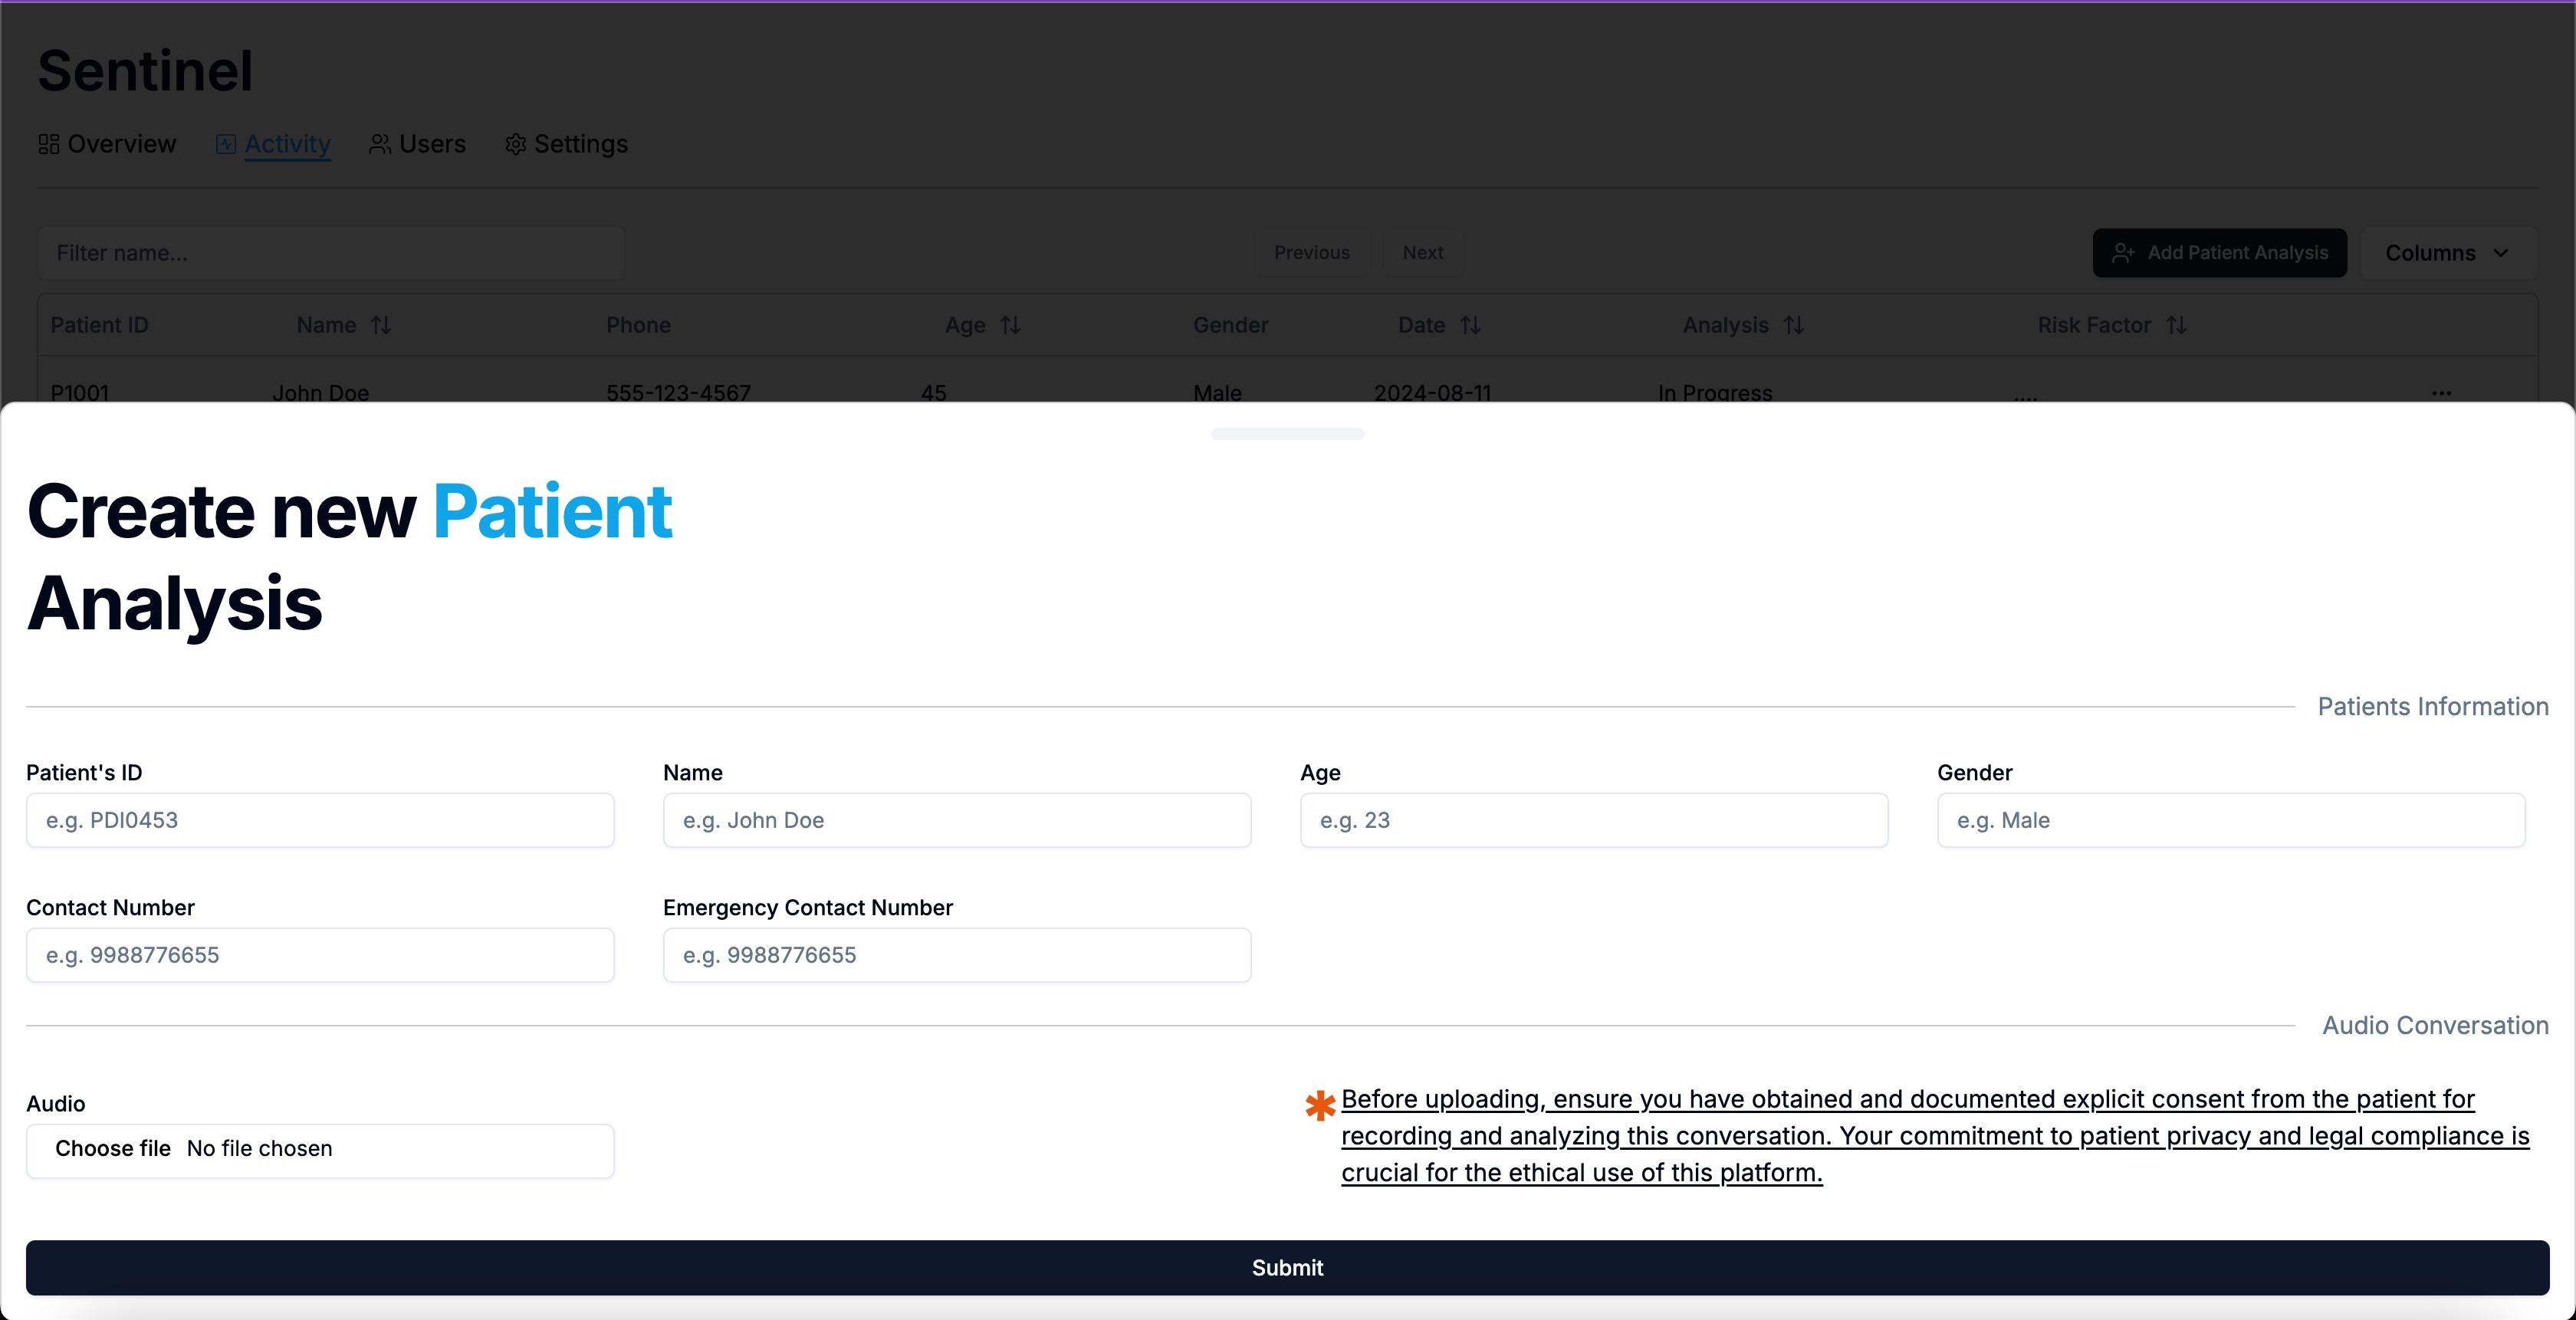 Sentinel
Overview Activity Users Settings
Filter name... Previous Next Add Patient Analysis Columns
Patient ID Name Phone Age Gender Date Analysis Risk Factor
P1001 John Doe 555-123-4567 45 Male 2024-08-11 In Progress .... ...
Create new Patient
Analysis
Patients Information
Patient's ID Name Age Gender
e.g. PDI0453 e.g. John Doe e.g. 23 e.g. Male
Contact Number Emergency Contact Number
e.g. 9988776655 e.g. 9988776655
Audio Conversation
Audio
Choose file No file chosen
* Before uploading, ensure you have obtained and documented explicit consent from the patient for
recording and analyzing this conversation. Your commitment to patient privacy and legal compliance is
crucial for the ethical use of this platform.
Submit